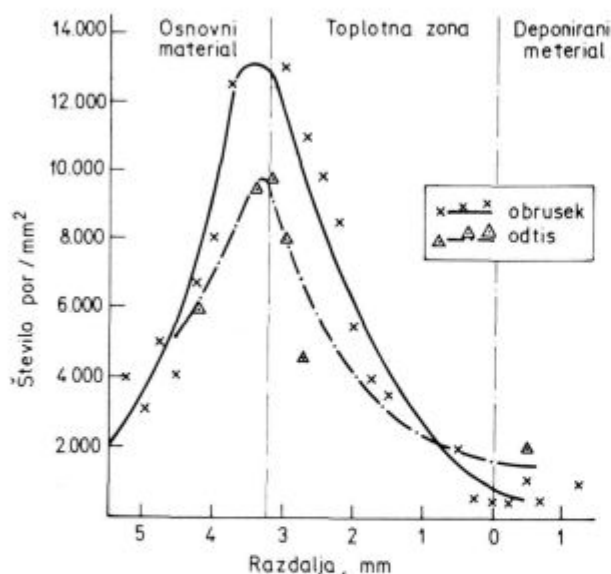 14.000
12.000
10.000
8.000
6.000
4.000
2.000
Število por/mm²
Osnovni
material
Toplotna zona
Deponirani
meterial
obrusek
odtis
5 4 3 2 1 0 1
Razdalja, mm